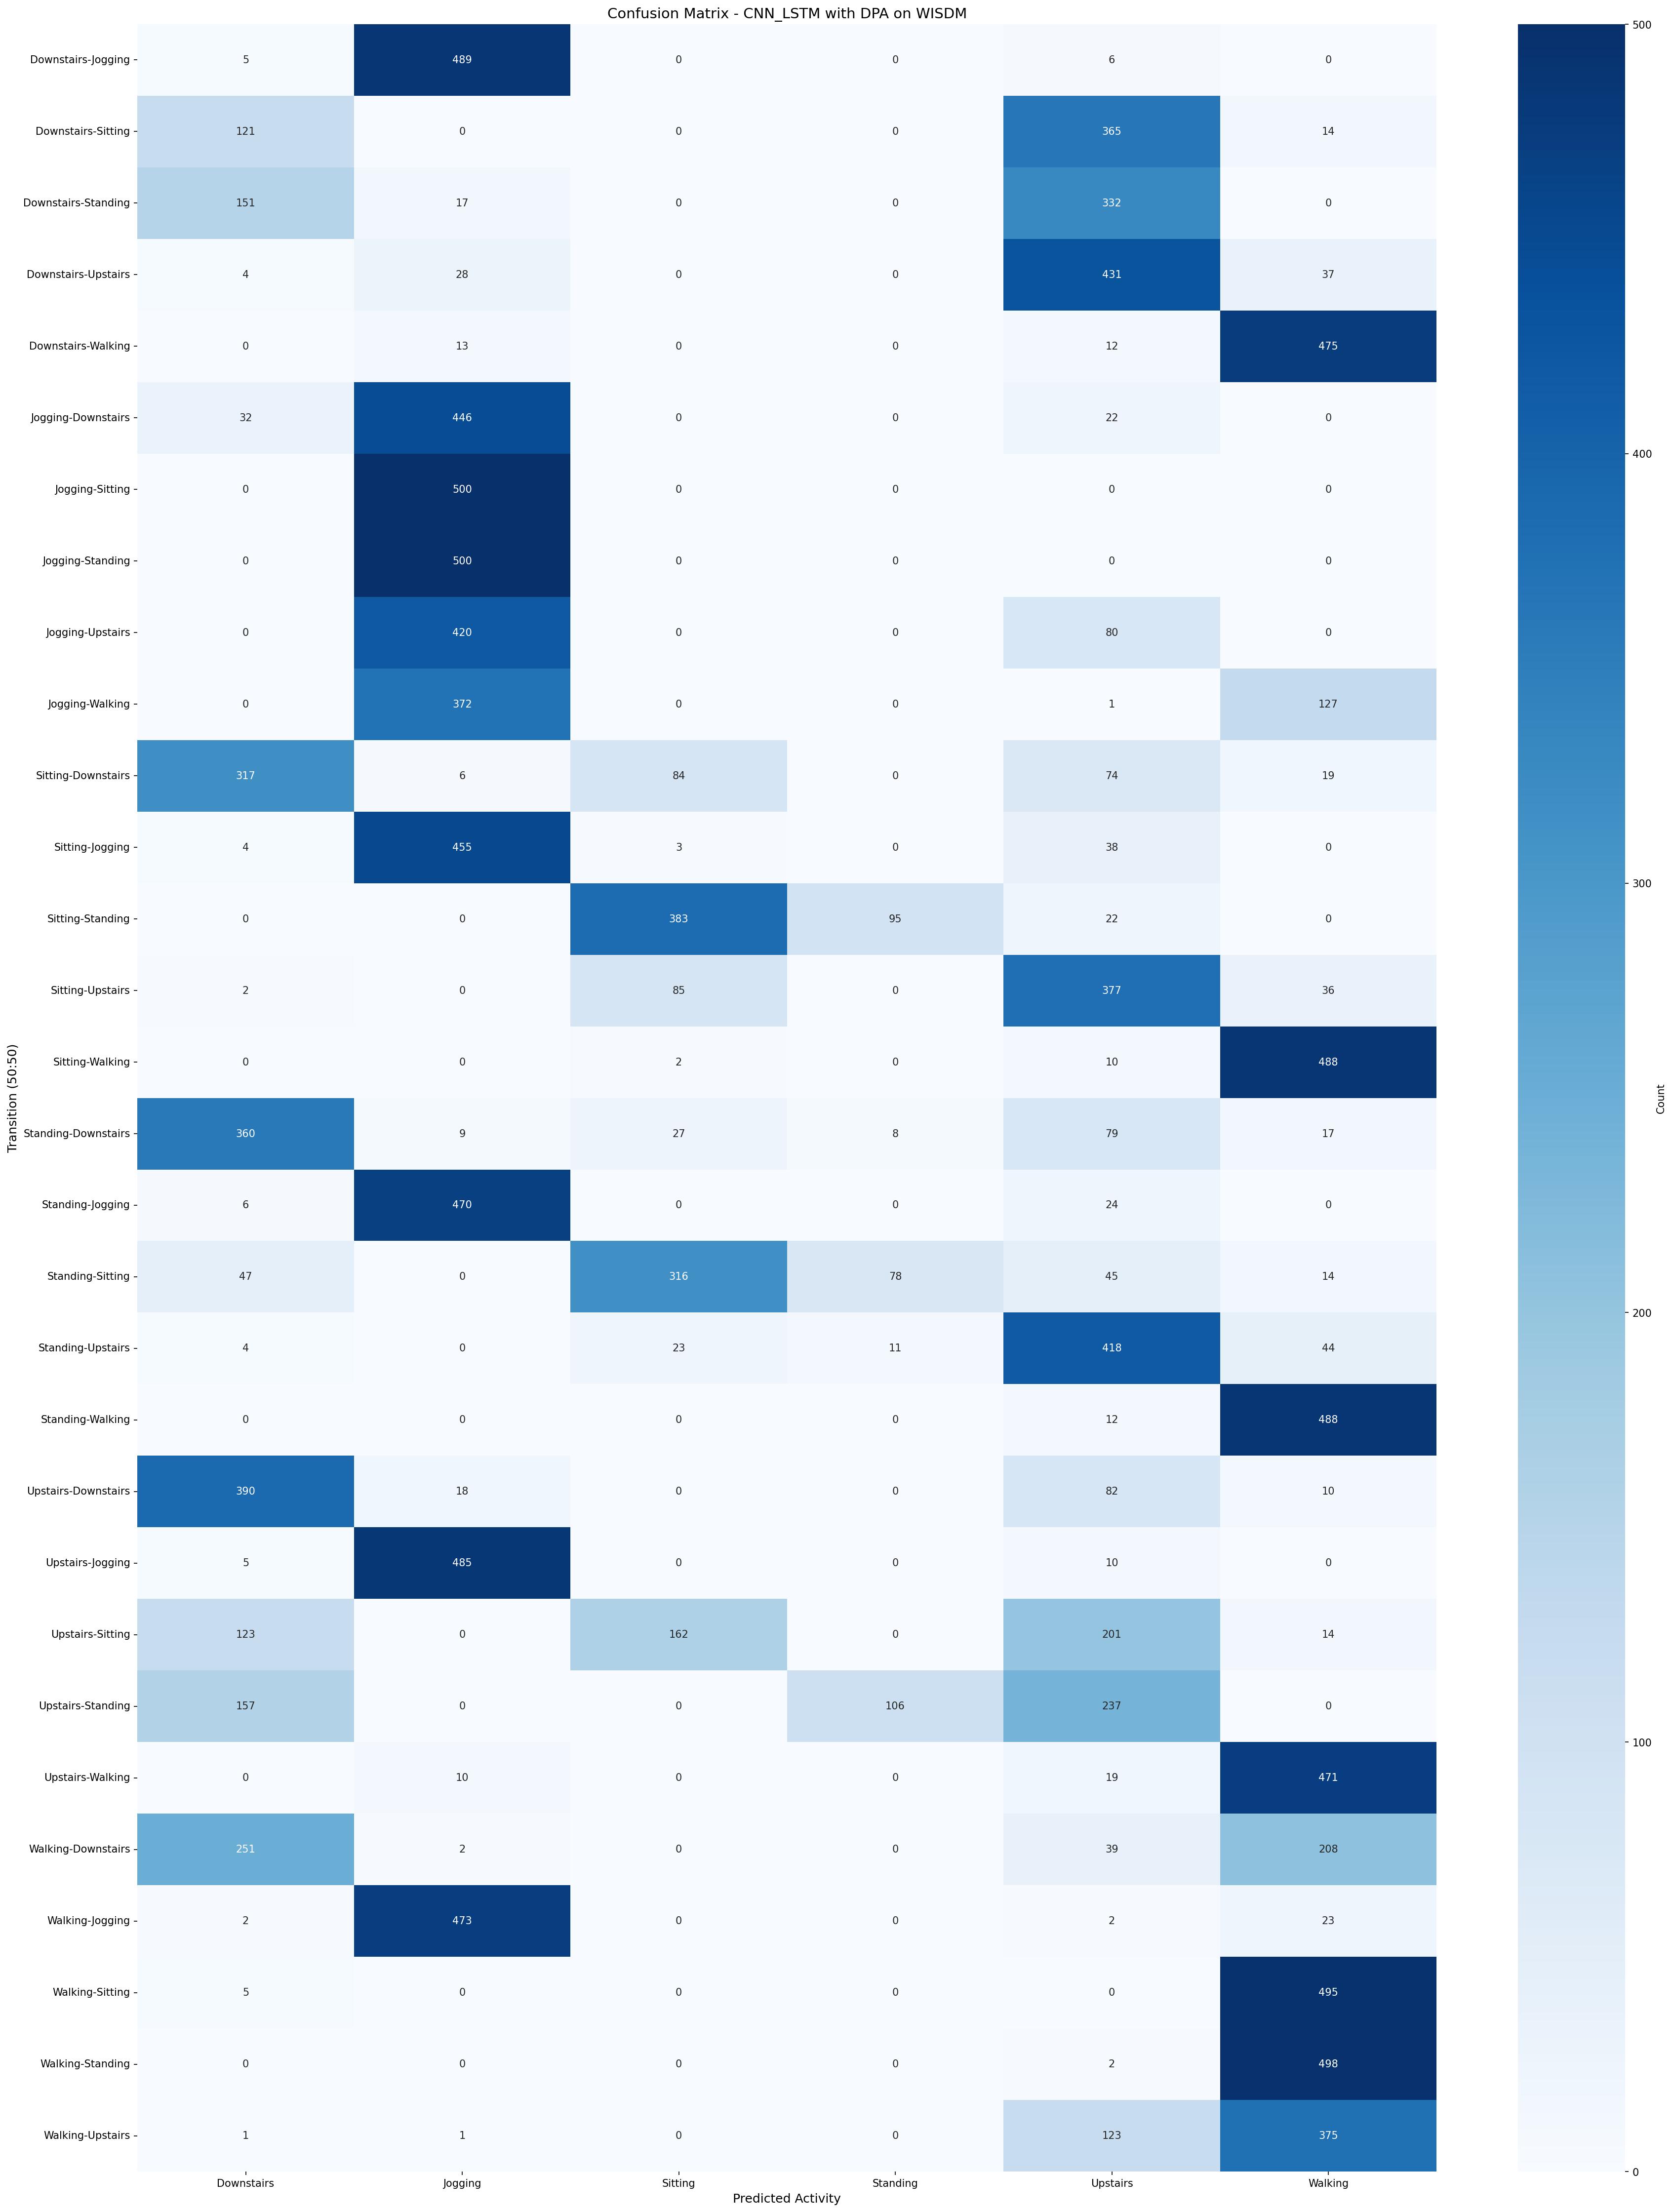 Confusion Matrix - CNN_LSTM with DPA on WISDM
Downstairs-Jogging 5 489 0 0 6 0
Downstairs-Sitting 121 0 0 0 365 14
Downstairs-Standing 151 17 0 0 332 0
Downstairs-Upstairs 4 28 0 0 431 37
Downstairs-Walking 0 13 0 0 12 475
Jogging-Downstairs 32 446 0 0 22 0
Jogging-Sitting 0 500 0 0 0 0
Jogging-Standing 0 500 0 0 0 0
Jogging-Upstairs 0 420 0 0 80 0
Jogging-Walking 0 372 0 0 1 127
Sitting-Downstairs 317 6 84 0 74 19
Sitting-Jogging 4 455 3 0 38 0
Sitting-Standing 0 0 383 95 22 0
Sitting-Upstairs 2 0 85 0 377 36
Sitting-Walking 0 0 2 0 10 488
Standing-Downstairs 360 9 27 8 79 17
Standing-Jogging 6 470 0 0 24 0
Standing-Sitting 47 0 316 78 45 14
Standing-Upstairs 4 0 23 11 418 44
Standing-Walking 0 0 0 0 12 488
Upstairs-Downstairs 390 18 0 0 82 10
Upstairs-Jogging 5 485 0 0 10 0
Upstairs-Sitting 123 0 162 0 201 14
Upstairs-Standing 157 0 0 106 237 0
Upstairs-Walking 0 10 0 0 19 471
Walking-Downstairs 251 2 0 0 39 208
Walking-Jogging 2 473 0 0 2 23
Walking-Sitting 5 0 0 0 0 495
Walking-Standing 0 0 0 0 2 498
Walking-Upstairs 1 1 0 0 123 375
Downstairs Jogging Sitting Standing Upstairs Walking
Predicted Activity
Transition (50:50)
500
400
300
200
100
0
Count